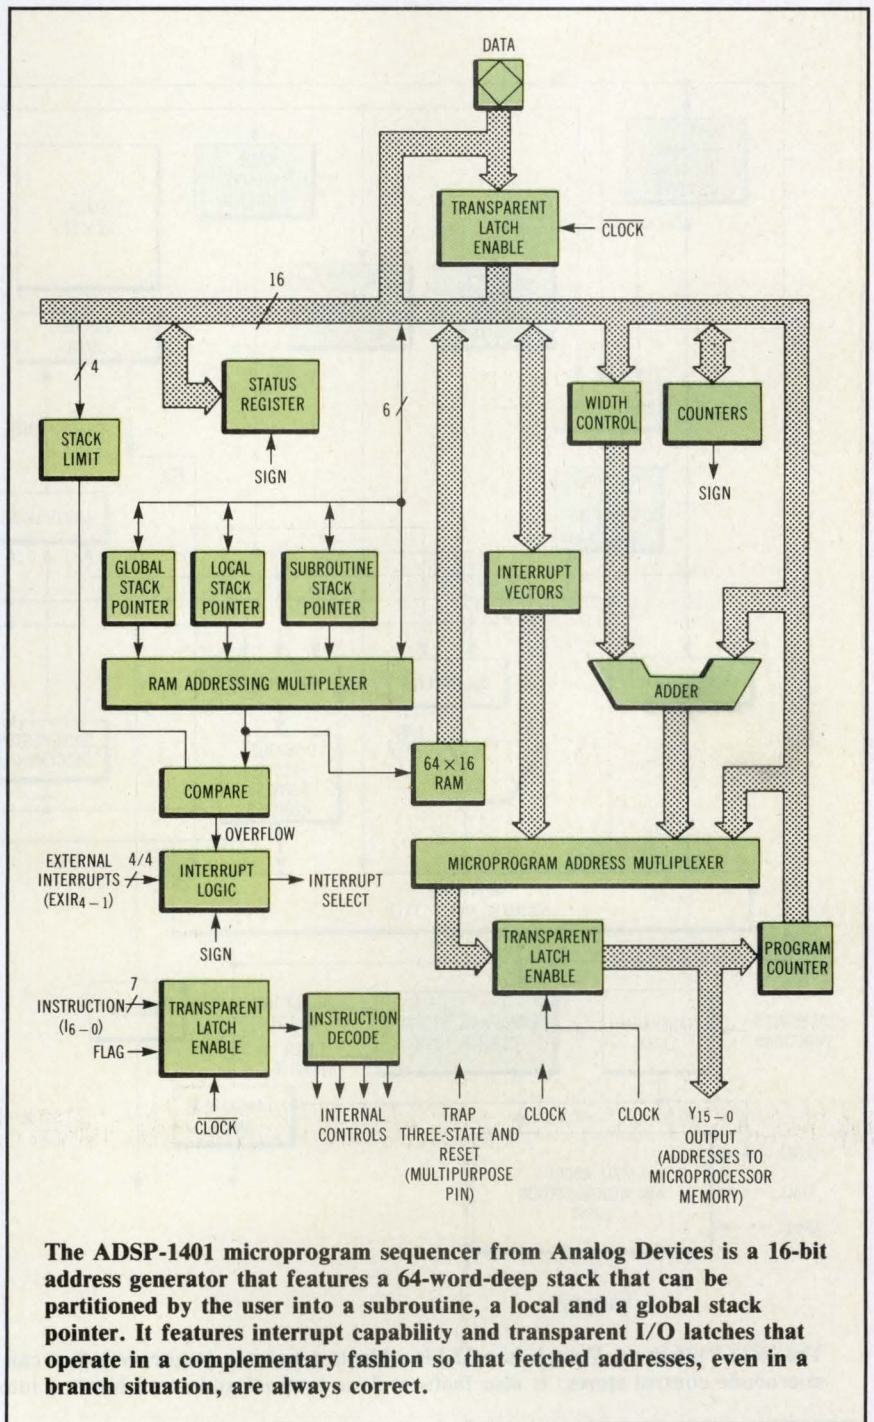 DATA
TRANSPARENT
LATCH
ENABLE
CLOCK
16
4
STATUS
REGISTER
6
WIDTH
CONTROL
COUNTERS
STACK
LIMIT
SIGN
SIGN
GLOBAL
STACK
POINTER
LOCAL
STACK
POINTER
SUBROUTINE
STACK
POINTER
INTERRUPT
VECTORS
RAM ADDRESSING MULTIPLEXER
ADDER
64 × 16
RAM
COMPARE
OVERFLOW
EXTERNAL
INTERRUPTS
(EXIR4 – 1)
4/4
INTERRUPT
LOGIC
INTERRUPT
SELECT
MICROPROGRAM ADDRESS MUTLIPLEXER
SIGN
TRANSPARENT
LATCH
ENABLE
PROGRAM
COUNTER
INSTRUCTION
(I6 – 0)
7
FLAG
TRANSPARENT
LATCH
ENABLE
INSTRUCTION
DECODE
CLOCK
INTERNAL
CONTROLS
TRAP
THREE-STATE AND
RESET
(MULTIPURPOSE
PIN)
CLOCK
CLOCK
Y15 – 0
OUTPUT
(ADDRESSES TO
MICROPROCESSOR
MEMORY)
The ADSP-1401 microprogram sequencer from Analog Devices is a 16-bit
address generator that features a 64-word-deep stack that can be
partitioned by the user into a subroutine, a local and a global stack
pointer. It features interrupt capability and transparent I/O latches that
operate in a complementary fashion so that fetched addresses, even in a
branch situation, are always correct.